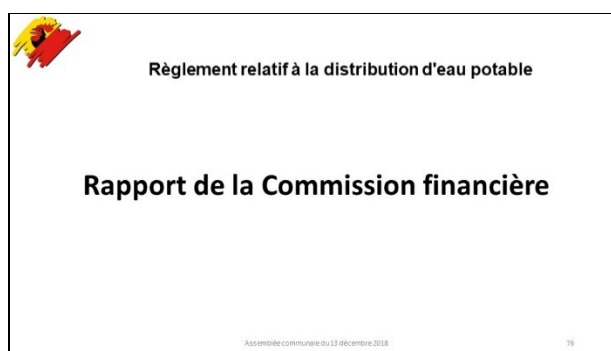 Règlement relatif à la distribution d'eau potable
Rapport de la Commission financière
Assemblée communale du 13 décembre 2018
76